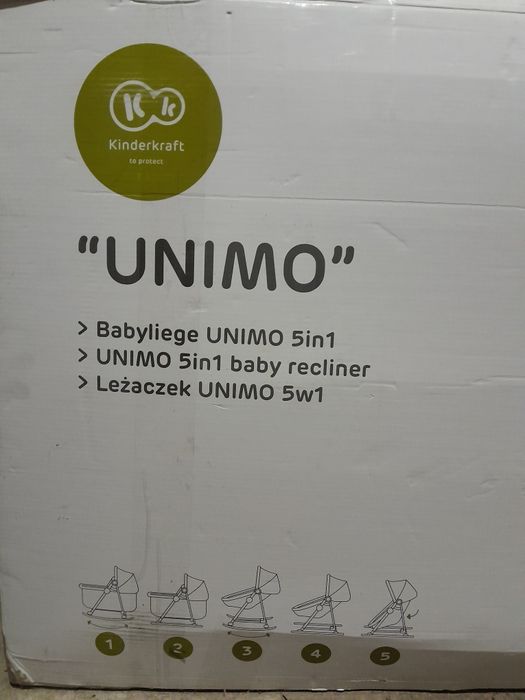 Kk
Kinderkraft
to protect
"UNIMO"
> Babyliege UNIMO 5in1
> UNIMO 5in1 baby recliner
> Leżaczek UNIMO 5w1
1 2 3 4 5